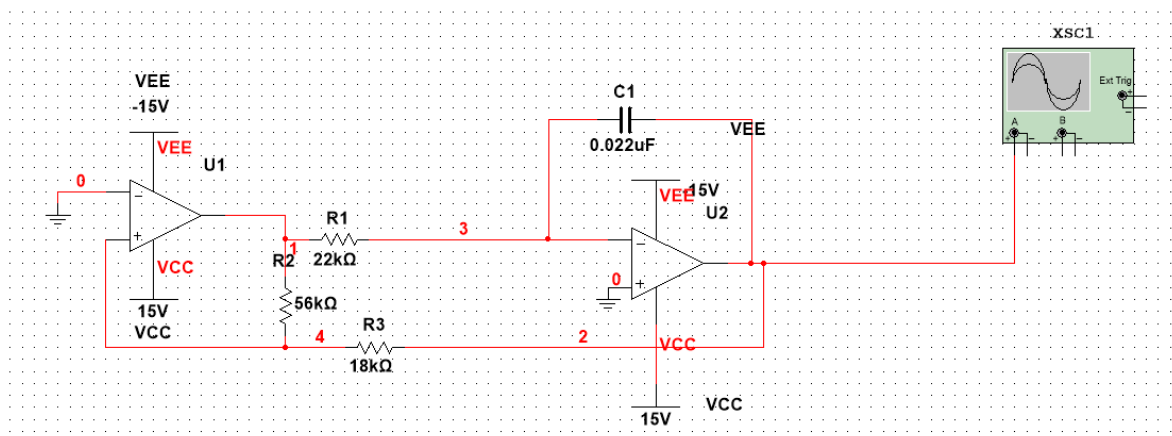 xsc1
VEE
-15V
VEE
U1
0
R1
1
22kΩ
R2
VCC
15V
VCC
56kΩ
4
R3
18kΩ
3
C1
0.022uF
VEE
-15V
VEE
U2
0
2
VCC
15V
VCC
Ext Trig
+
-
A
B
+
-
+
-
-
+
-
+